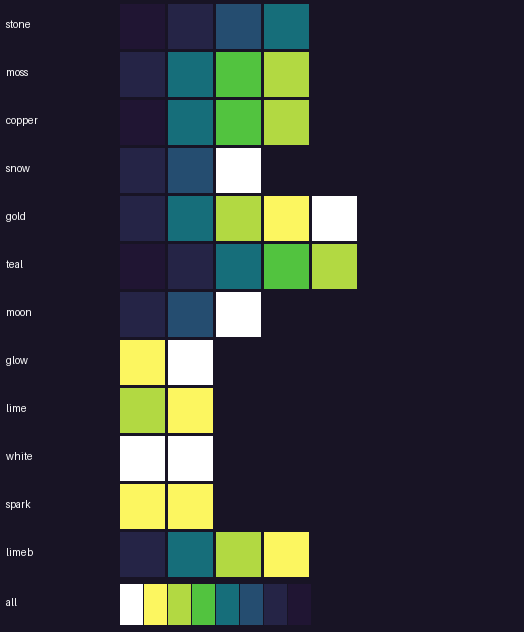 stone
moss
copper
snow
gold
teal
moon
glow
lime
white
spark
limeb
all